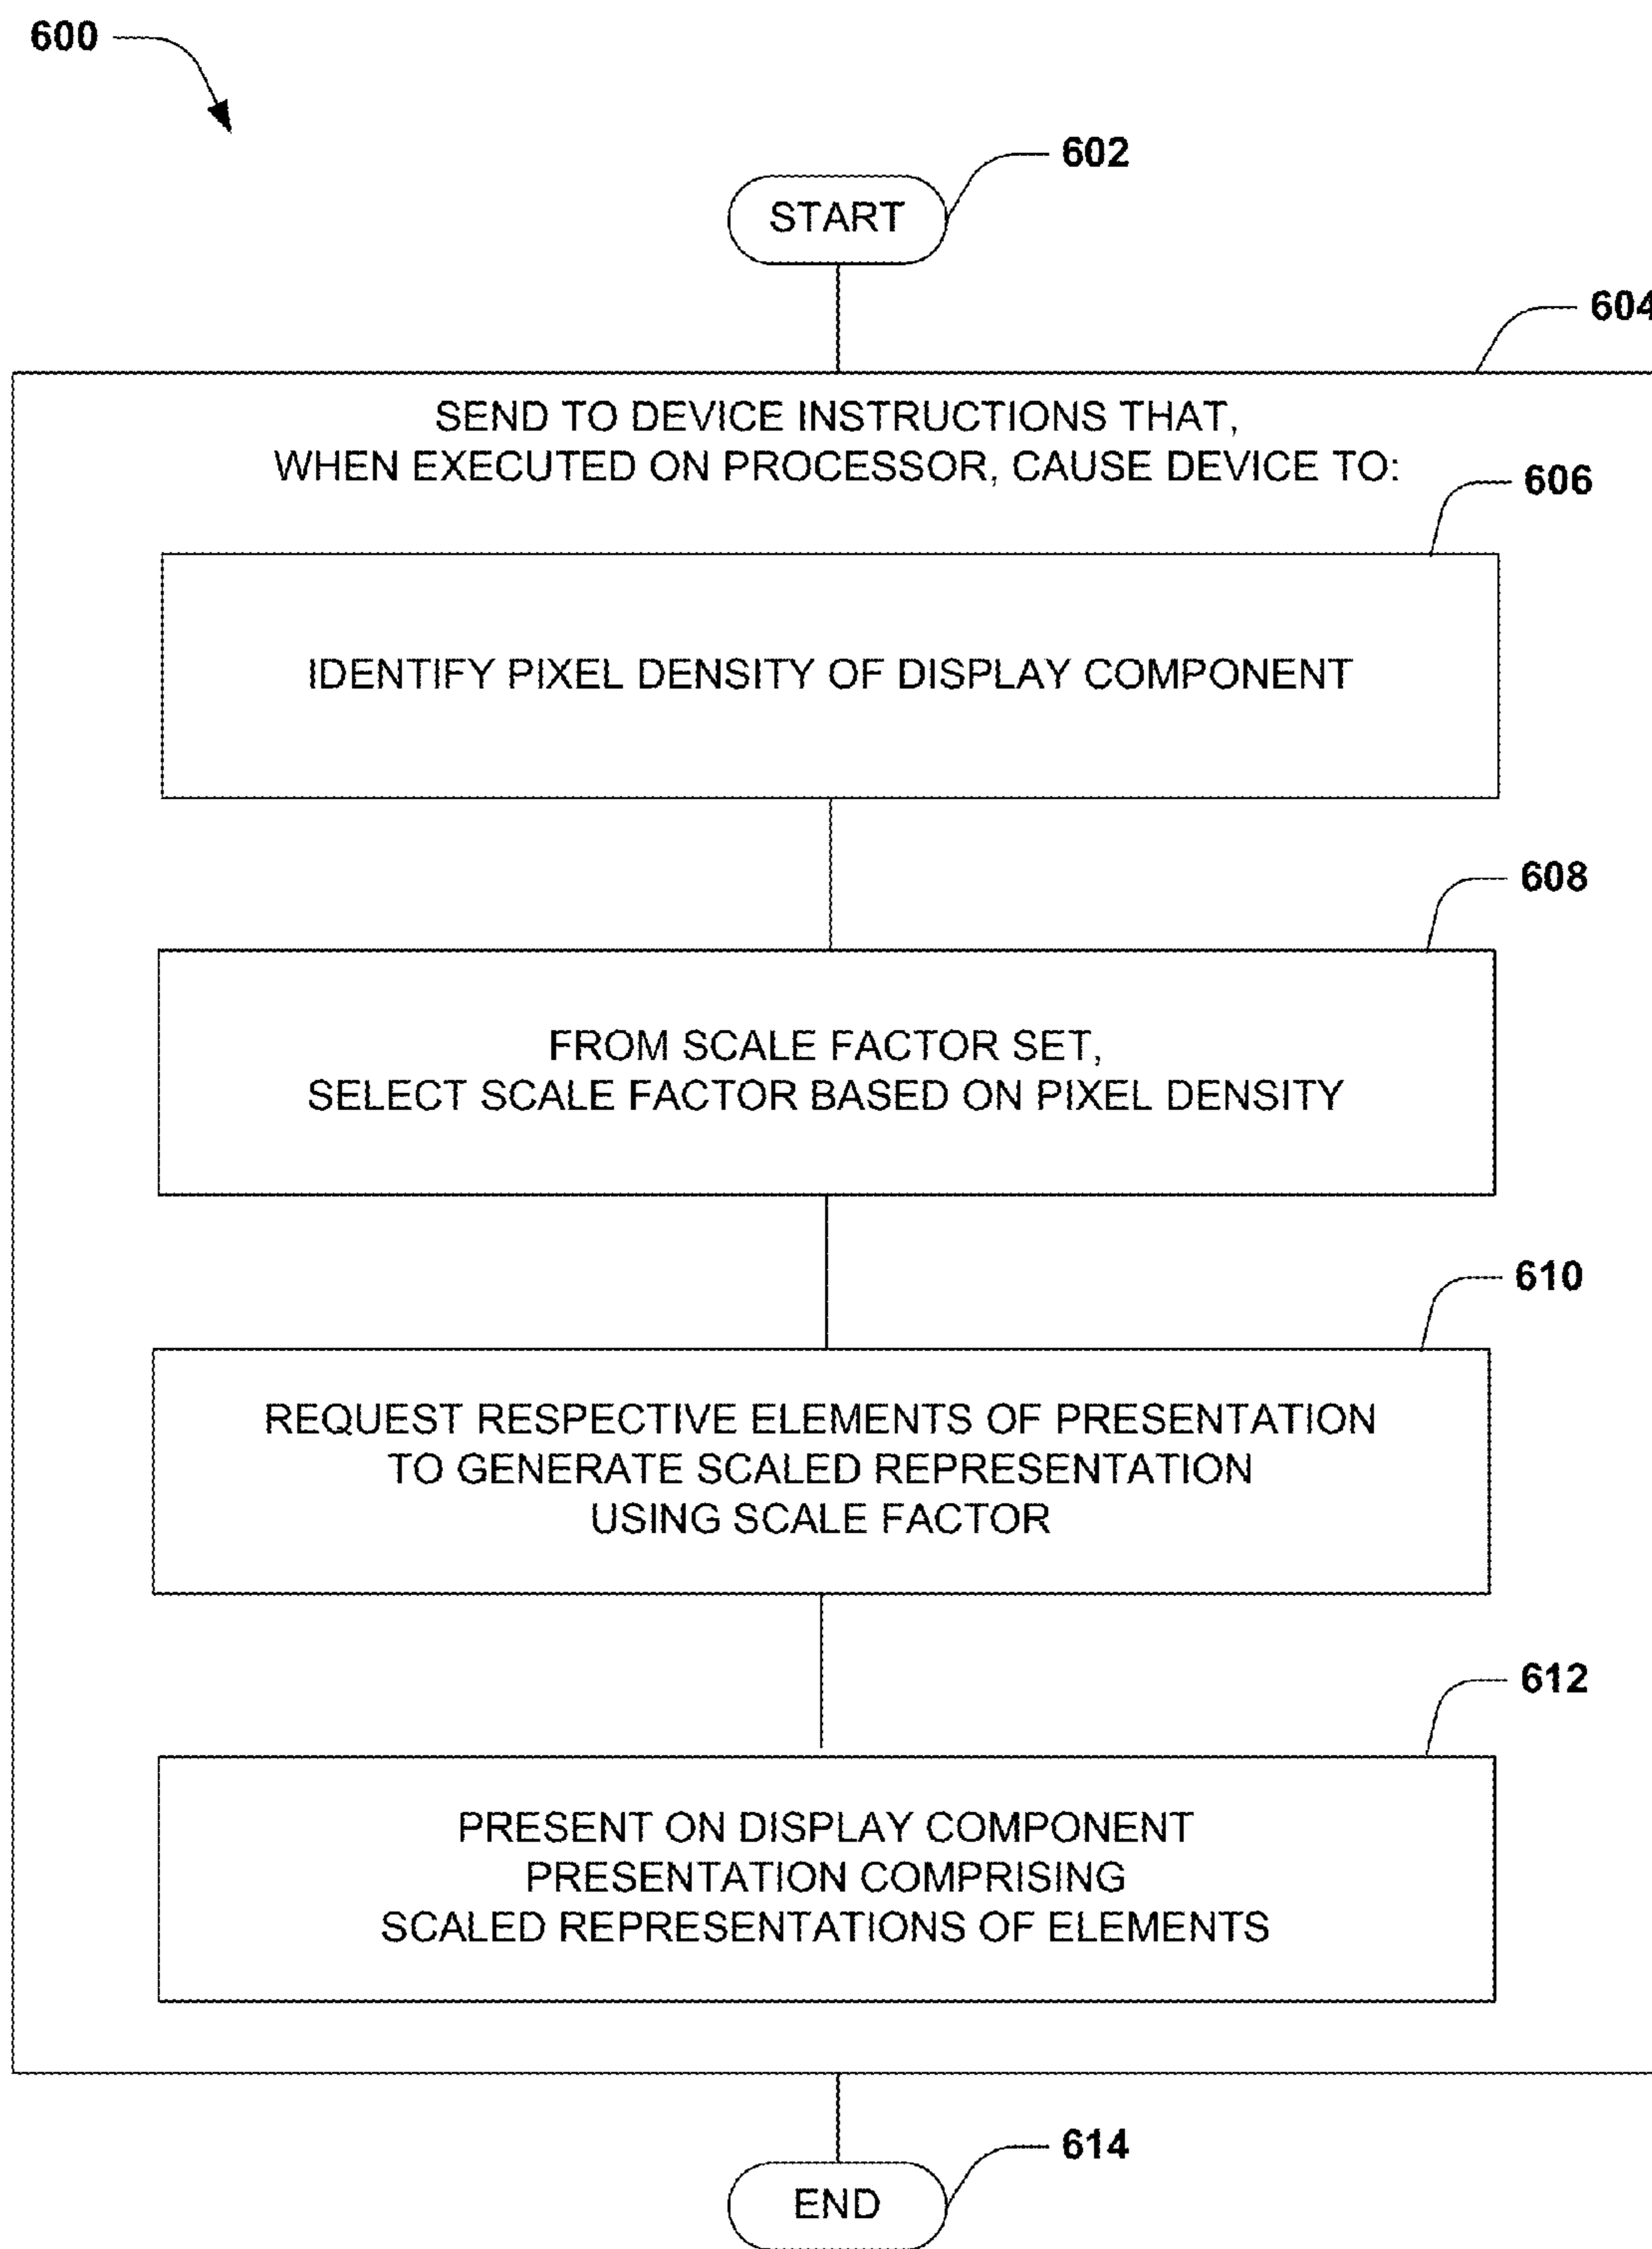 600
602
START
604
SEND TO DEVICE INSTRUCTIONS THAT,
WHEN EXECUTED ON PROCESSOR, CAUSE DEVICE TO:
606
IDENTIFY PIXEL DENSITY OF DISPLAY COMPONENT
608
FROM SCALE FACTOR SET,
SELECT SCALE FACTOR BASED ON PIXEL DENSITY
610
REQUEST RESPECTIVE ELEMENTS OF PRESENTATION
TO GENERATE SCALED REPRESENTATION
USING SCALE FACTOR
612
PRESENT ON DISPLAY COMPONENT
PRESENTATION COMPRISING
SCALED REPRESENTATIONS OF ELEMENTS
614
END